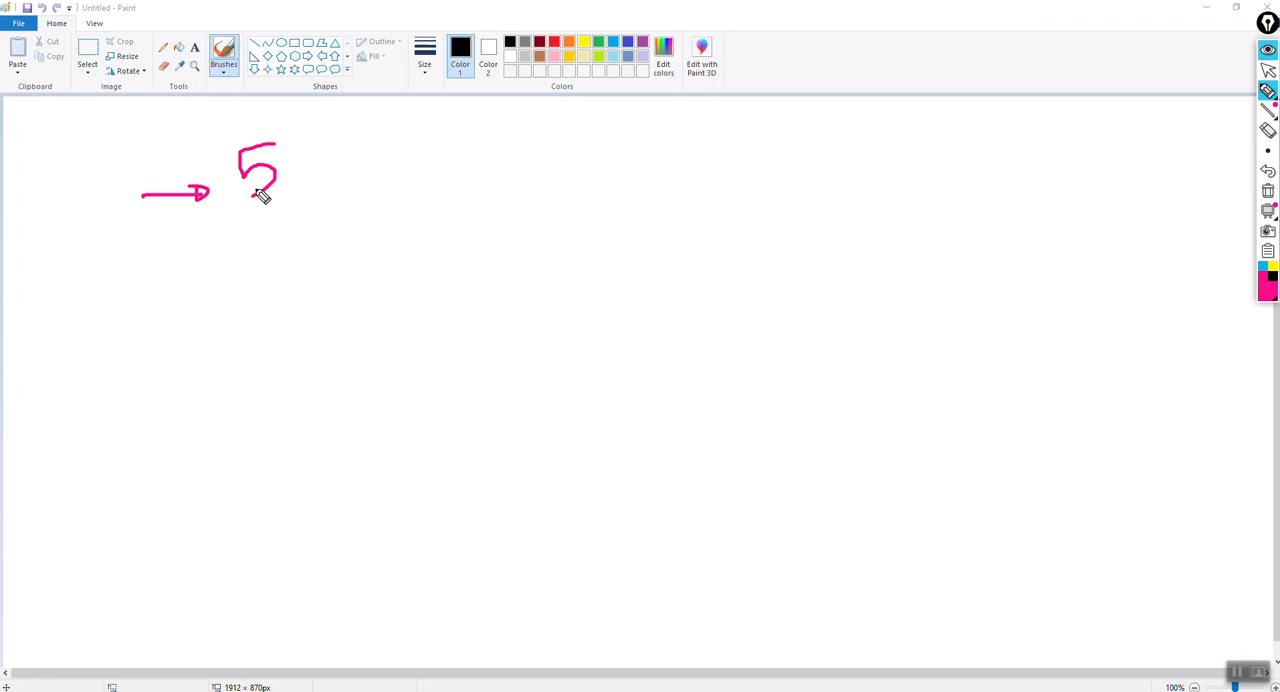 Untitled - Paint
File Home View
Paste
Cut
Copy
Clipboard
Select
Crop
Resize
Rotate
Image
Tools
Brushes
Shapes
Outline
Fill
Size
Color 1
Color 2
Edit colors
Colors
Edit with Paint 3D
→ 5
1912 × 870px
100%